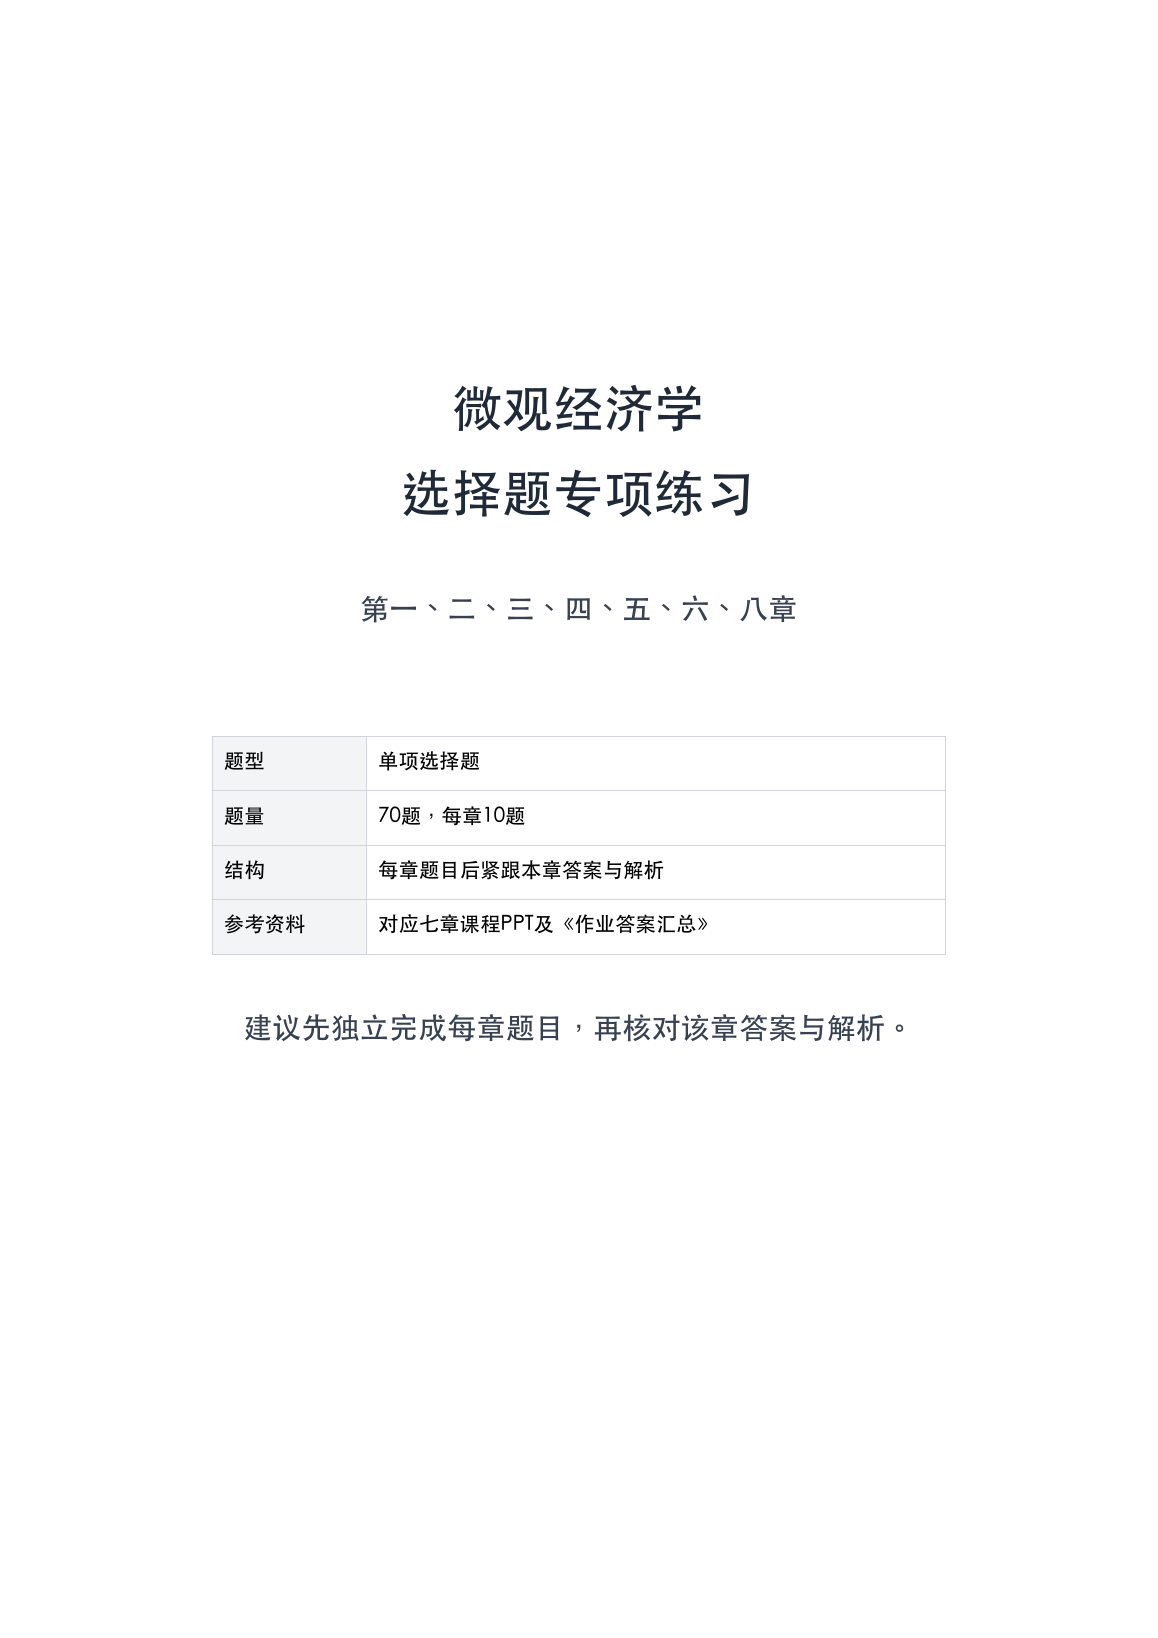 微观经济学
选择题专项练习
第一、二、三、四、五、六、八章
题型 单项选择题
题量 70题，每章10题
结构 每章题目后紧跟本章答案与解析
参考资料 对应七章课程PPT及《作业答案汇总》
建议先独立完成每章题目，再核对该章答案与解析。